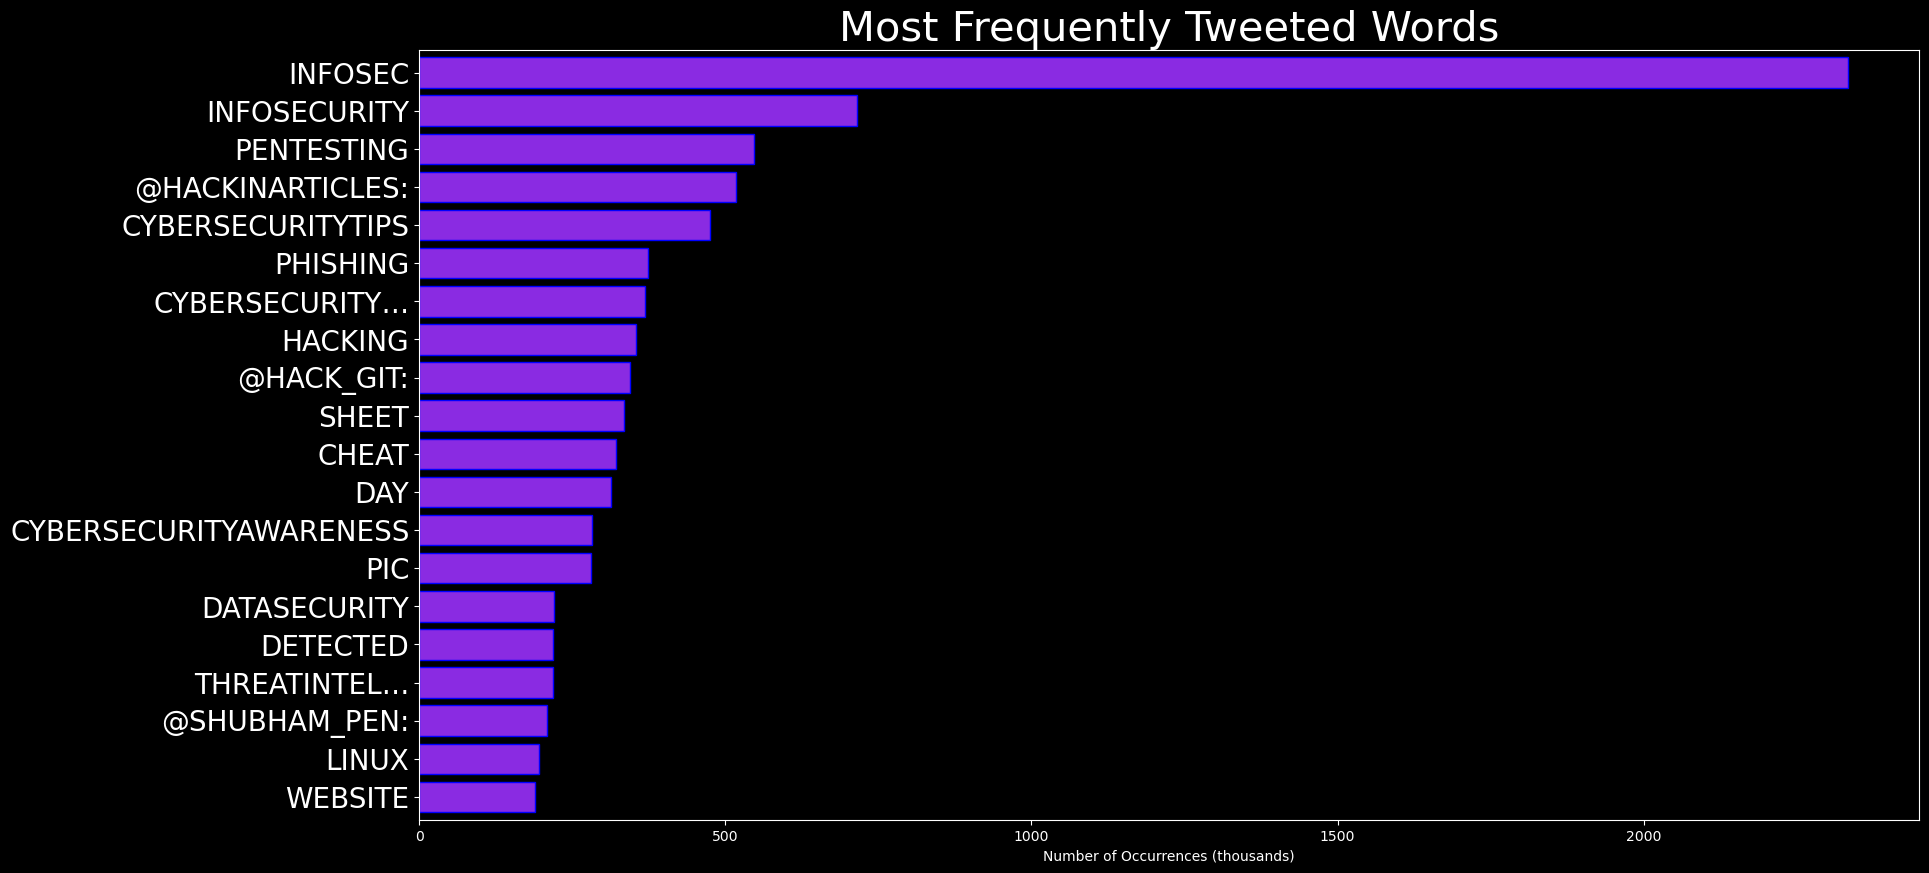 Most Frequently Tweeted Words
INFOSEC
INFOSECURITY
PENTESTING
@HACKINARTICLES:
CYBERSECURITYTIPS
PHISHING
CYBERSECURITY…
HACKING
@HACK_GIT:
SHEET
CHEAT
DAY
CYBERSECURITYAWARENESS
PIC
DATASECURITY
DETECTED
THREATINTEL…
@SHUBHAM_PEN:
LINUX
WEBSITE
0 500 1000 1500 2000
Number of Occurrences (thousands)